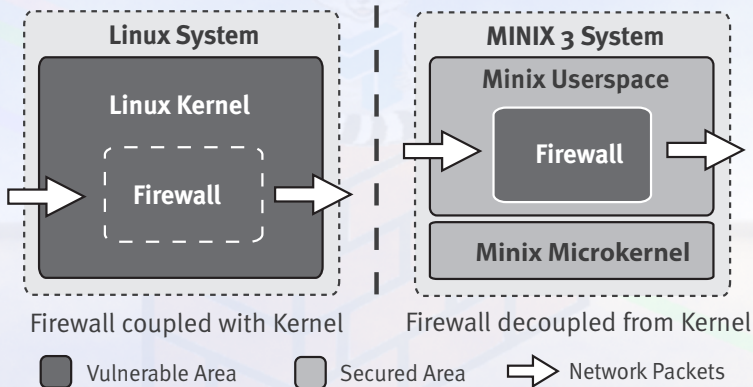 Linux System
Linux Kernel
Firewall
Firewall coupled with Kernel
MINIX 3 System
Minix Userspace
Firewall
Minix Microkernel
Firewall decoupled from Kernel
Vulnerable Area
Secured Area
Network Packets